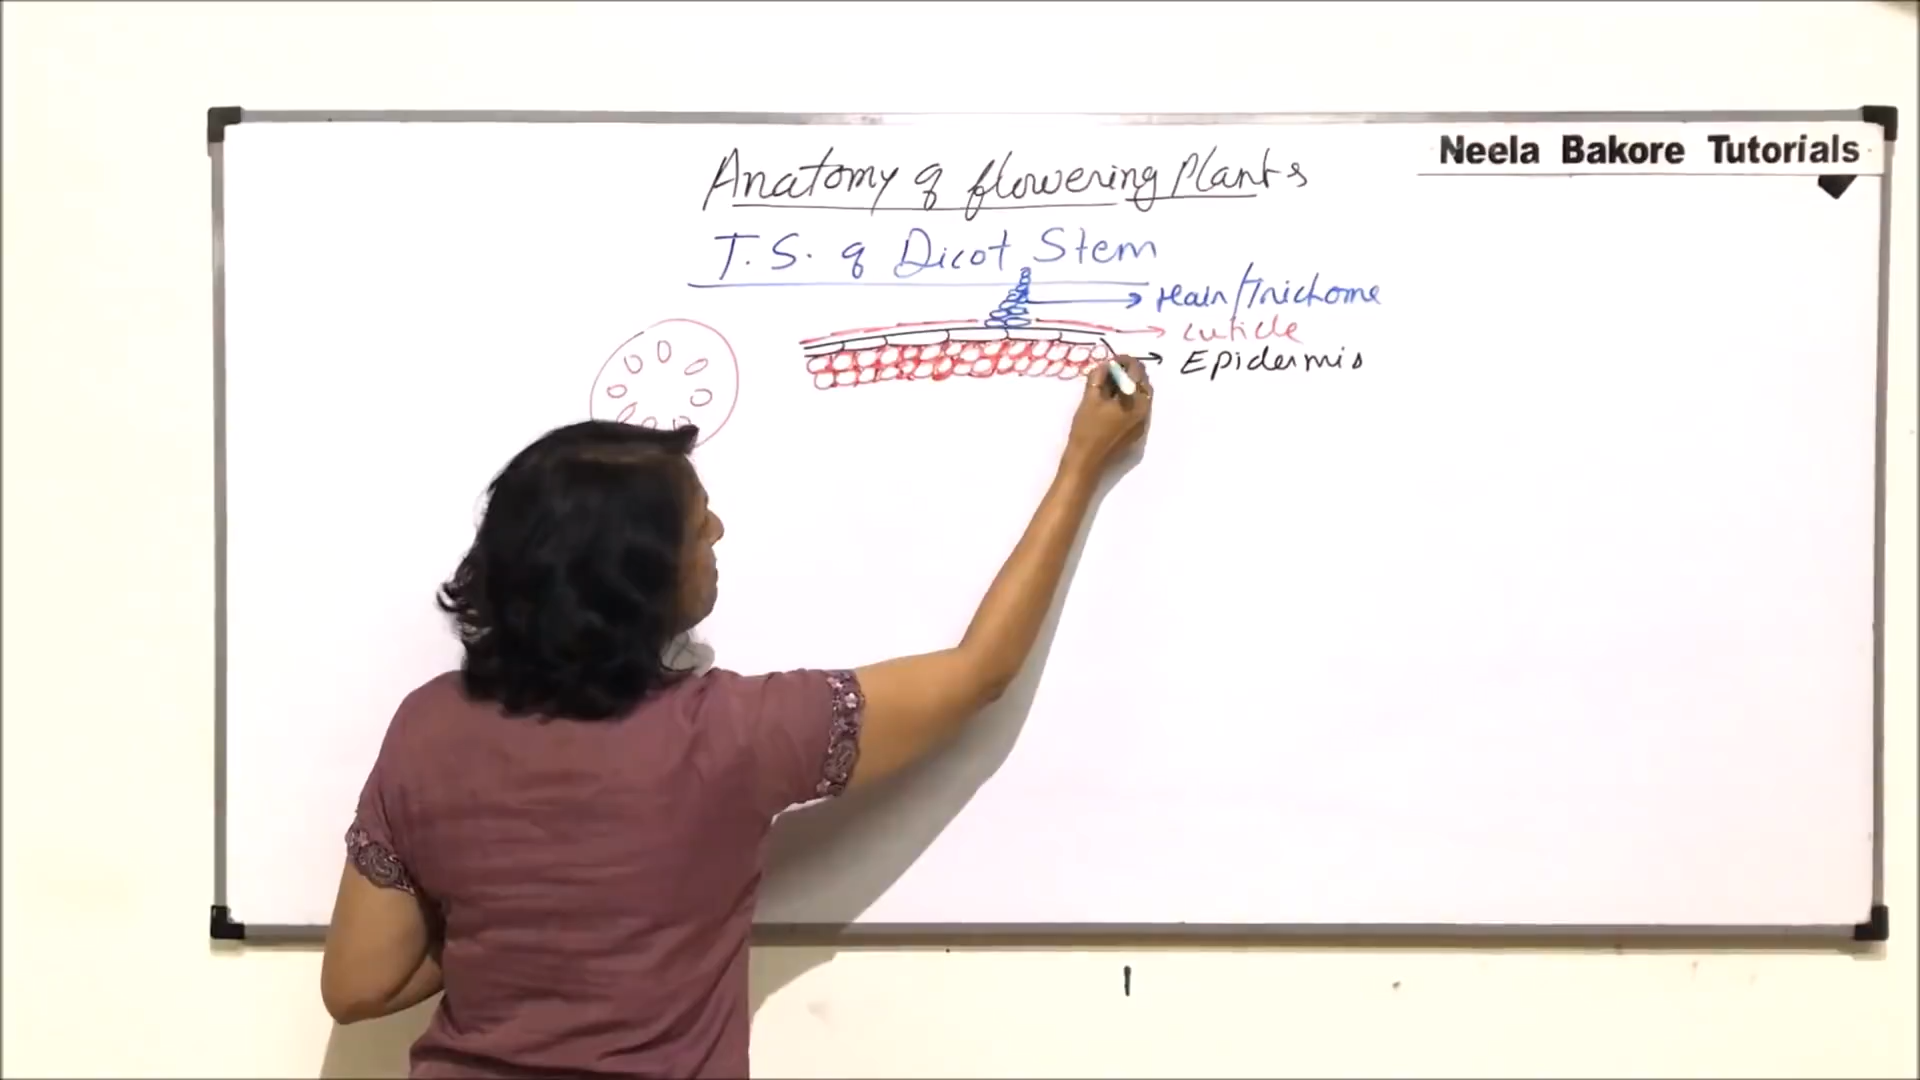 Neela Bakore Tutorials
Anatomy of flowering Plants
T.S. of Dicot Stem
Hair/Trichome
cuticle
Epidermis